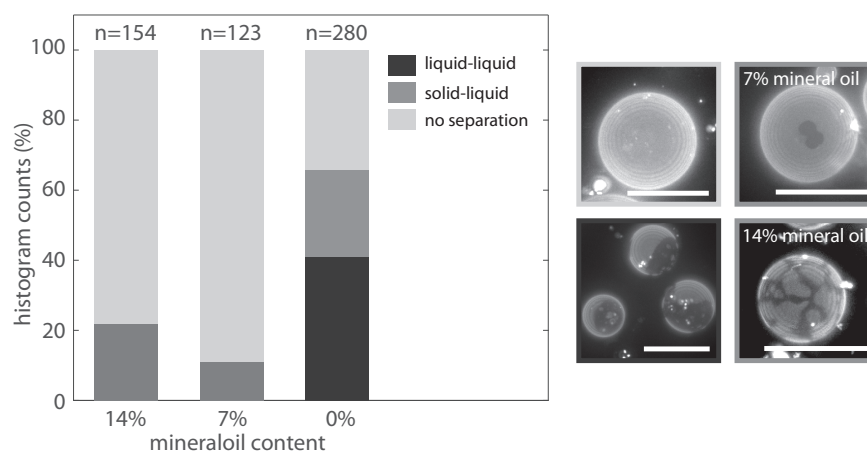 n=154 n=123 n=280
100
80
60
40
20
0
histogram counts (%)
14% 7% 0%
mineraloil content
liquid-liquid
solid-liquid
no separation
7% mineral oil
14% mineral oil